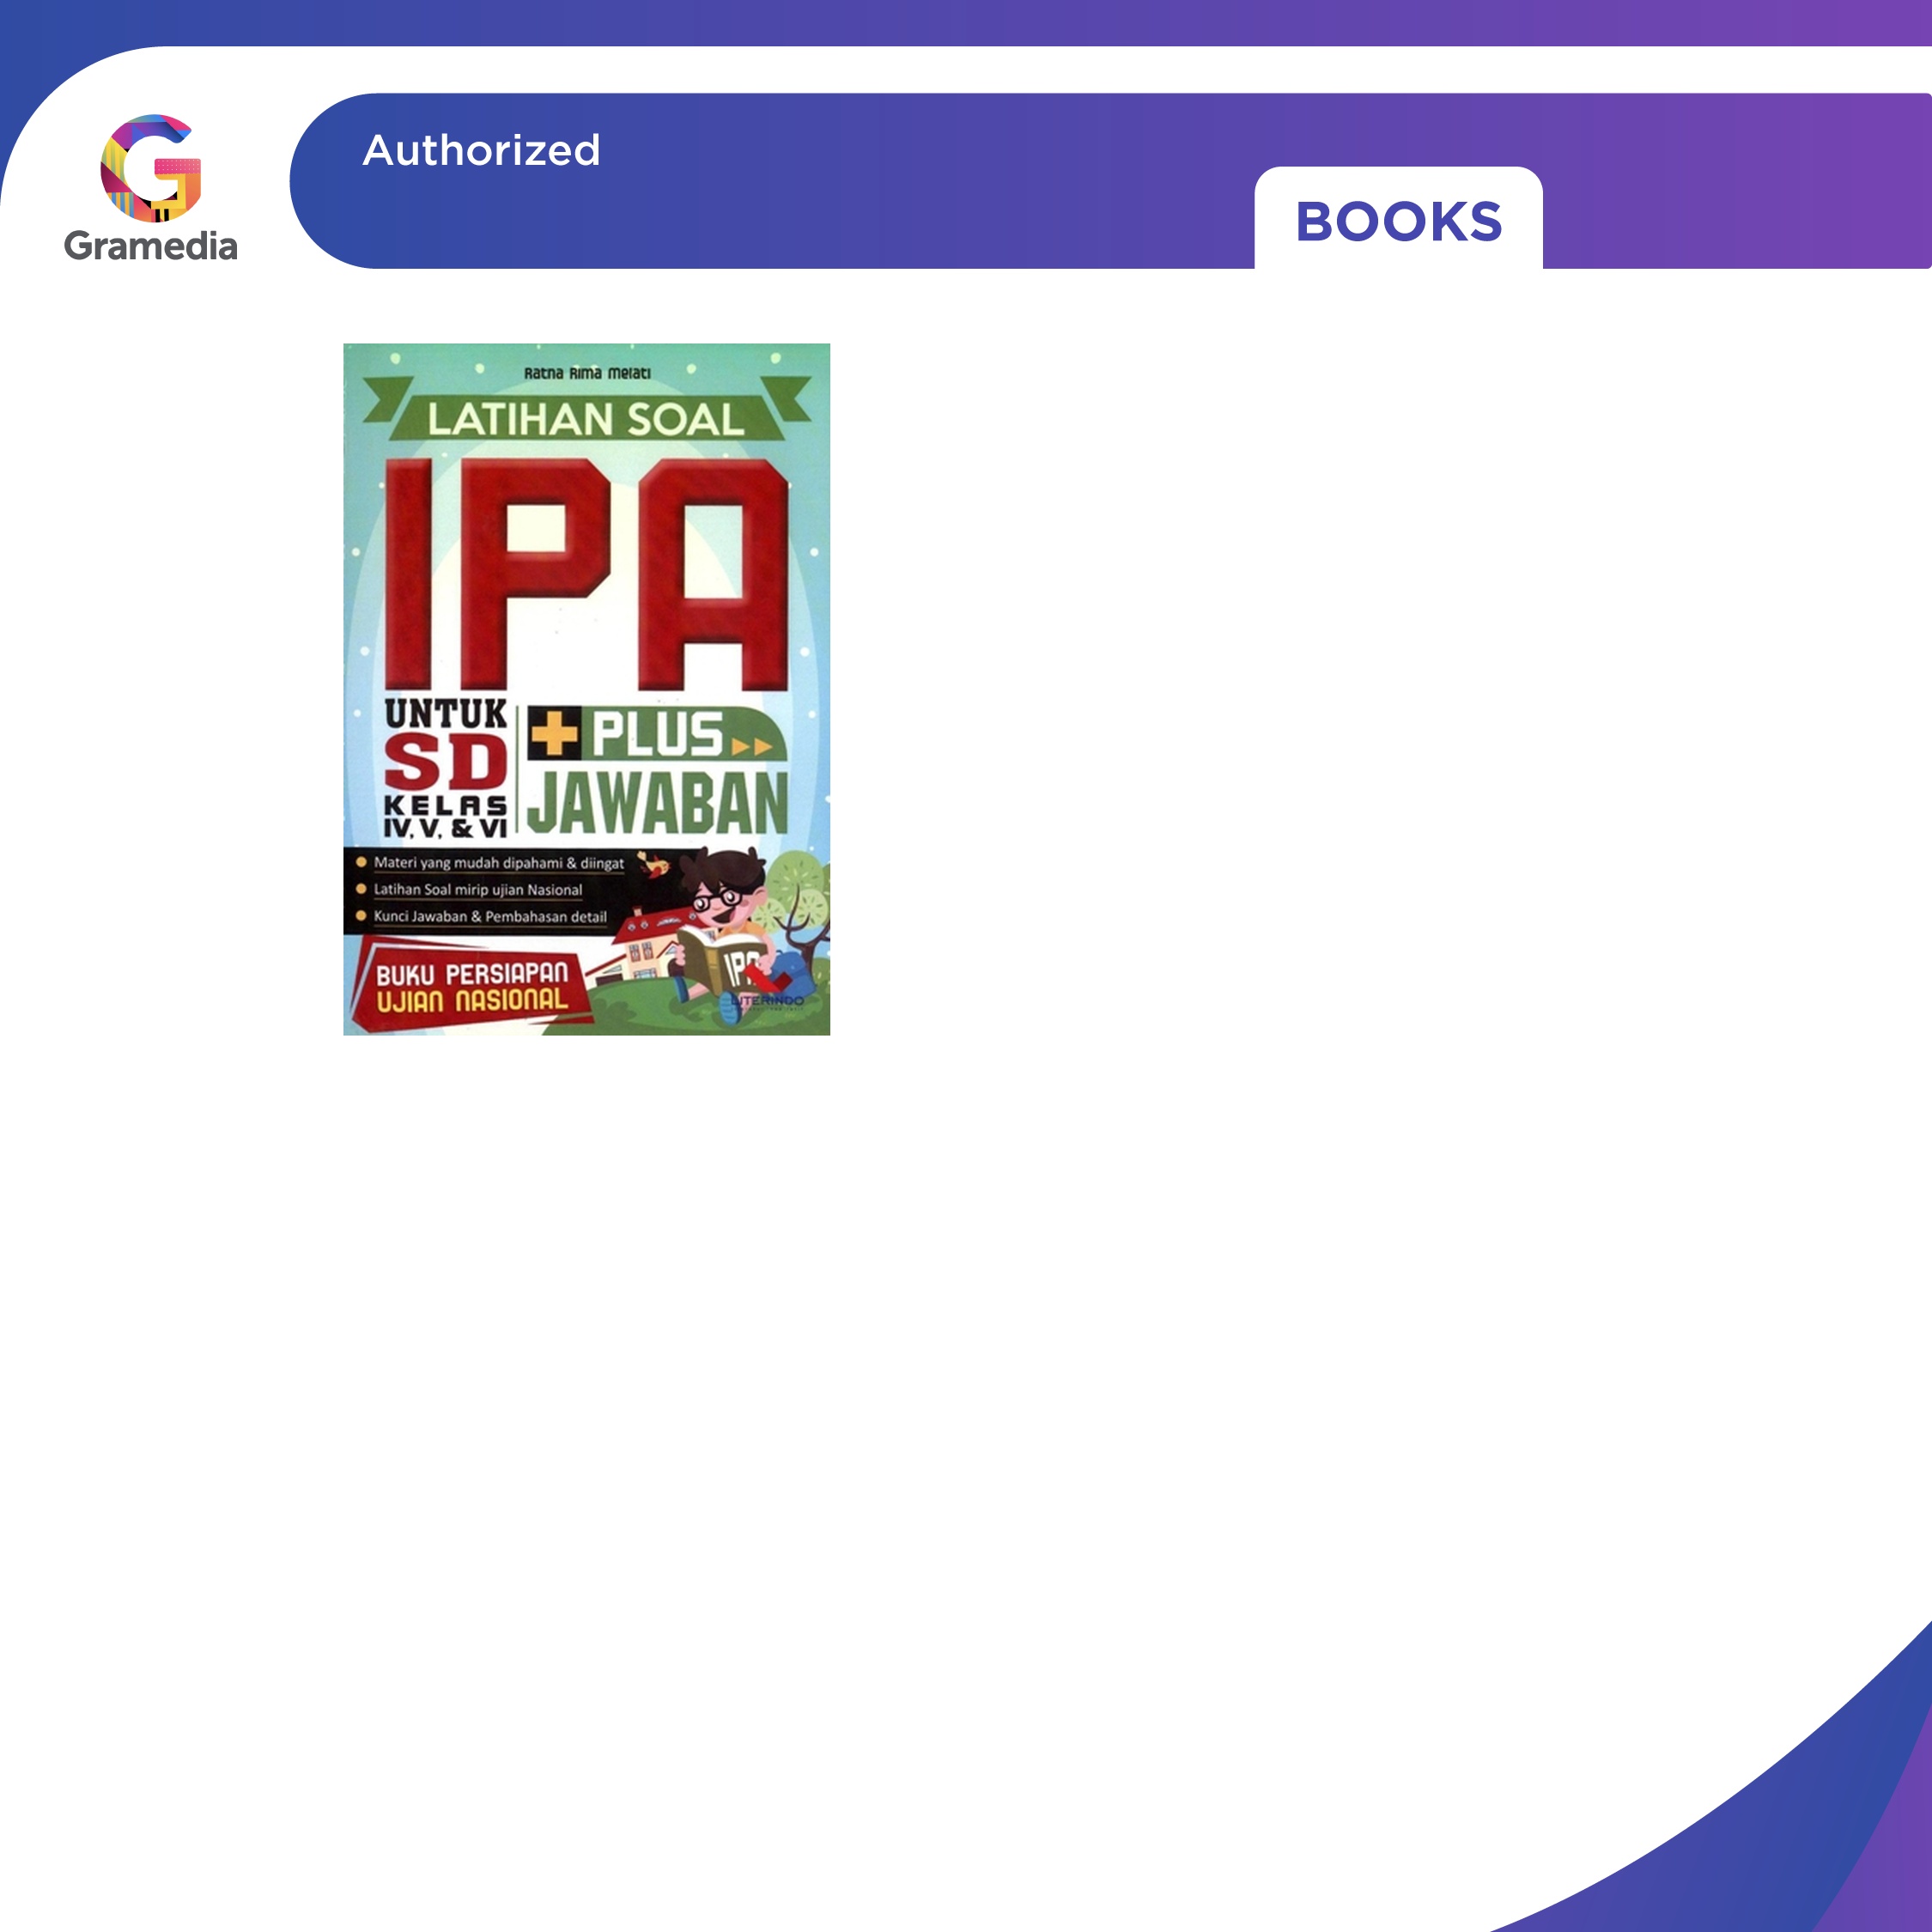 Gramedia
Authorized
BOOKS
Ratna Rima Melati
LATIHAN SOAL
IPA
UNTUK
SD
KELAS
IV, V, & VI
PLUS
JAWABAN
Materi yang mudah dipahami & diingat
Latihan Soal mirip ujian Nasional
Kunci Jawaban & Pembahasan detail
BUKU PERSIAPAN
UJIAN NASIONAL
IPA
LITERINDO